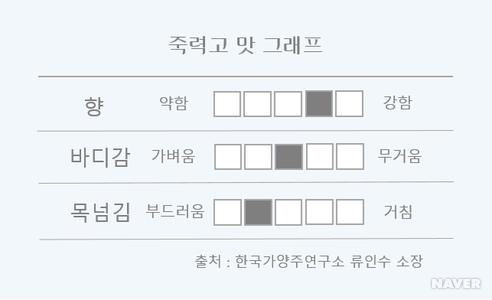 죽력고 맛 그래프
향 약함 강함
바디감 가벼움 무거움
목넘김 부드러움 거침
출처 : 한국가양주연구소 류인수 소장
NAVER